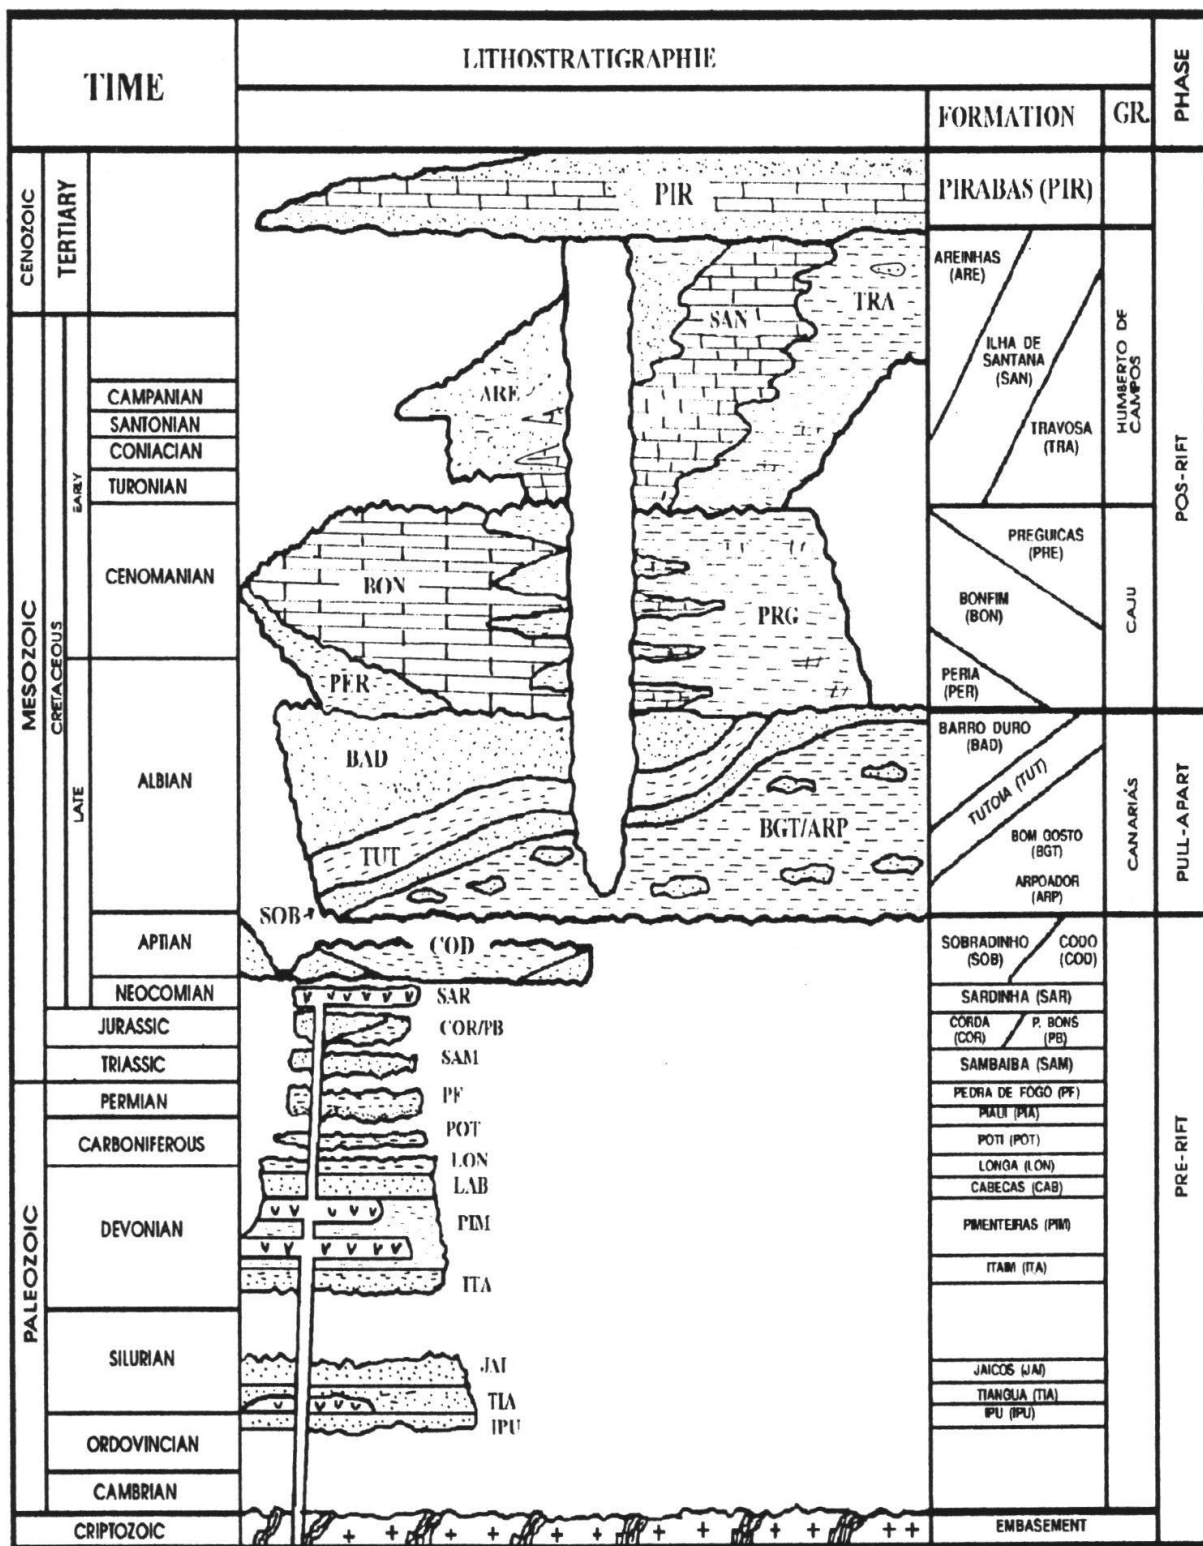 TIME
LITHOSTRATIGRAPHIE
FORMATION
GR.
PHASE
CENOZOIC
TERTIARY
MESOZOIC
CRETACEOUS
EARLY
LATE
PALEOZOIC
CAMPANIAN
SANTONIAN
CONIACIAN
TURONIAN
CENOMANIAN
ALBIAN
APTIAN
NEOCOMIAN
JURASSIC
TRIASSIC
PERMIAN
CARBONIFEROUS
DEVONIAN
SILURIAN
ORDOVINCIAN
CAMBRIAN
CRIPTOZOIC
PIR
SAN
TRA
ARE
BON
PRG
PER
BAD
TUT
BGT/ARP
SOB
COD
SAR
COR/PB
SAM
PF
POT
LON
LAB
PIM
ITA
JAI
TIA
IPU
PIRABAS (PIR)
AREINHAS
(ARE)
ILHA DE
SANTANA
(SAN)
TRAVOSA
(TRA)
PREGUICAS
(PRE)
BONFIM
(BON)
PERIA
(PER)
BARRO DURO
(BAD)
TUTOIA (TUT)
BOM GOSTO
(BGT)
ARPOADOR
(ARP)
SOBRADINHO
(SOB)
CODO
(COD)
SARDINHA (SAR)
CORDA
(COR)
P. BONS
(PB)
SAMBAIBA (SAM)
PEDRA DE FOGO (PF)
PIAUI (PIA)
POTI (POT)
LONGA (LON)
CABECAS (CAB)
PIMENTEIRAS (PIM)
ITAIM (ITA)
JAICOS (JAI)
TIANGUA (TIA)
IPU (IPU)
EMBASEMENT
HUMBERTO DE
CAMPOS
CAJU
CANARIÁS
POS-RIFT
PULL-APART
PRE-RIFT